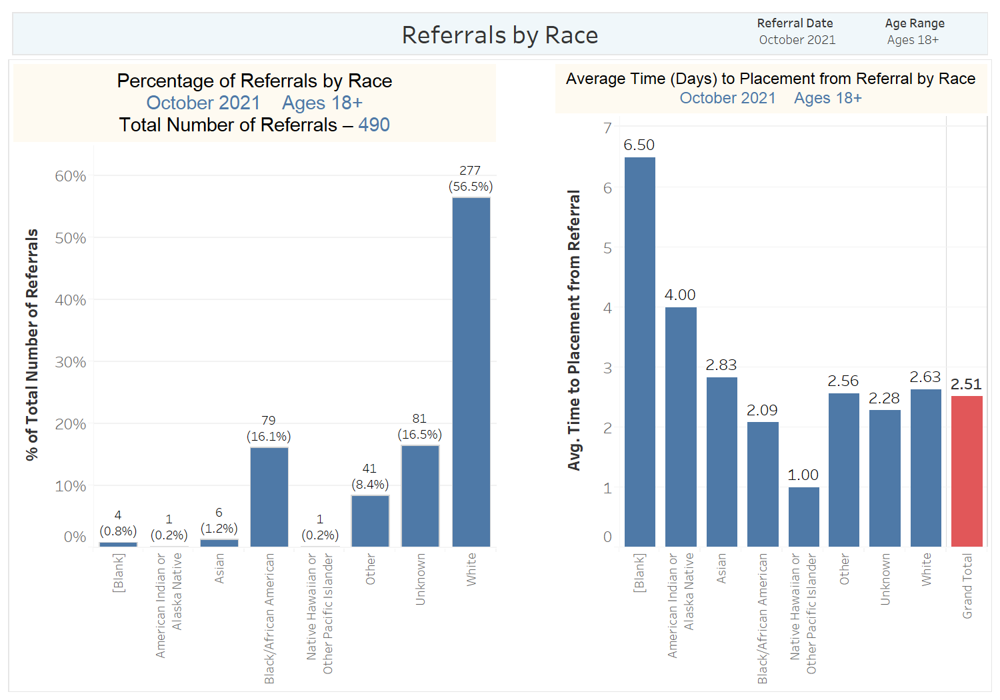 Referrals by Race
Referral Date
October 2021
Age Range
Ages 18+
Percentage of Referrals by Race
October 2021 Ages 18+
Total Number of Referrals – 490
% of Total Number of Referrals
60%
50%
40%
30%
20%
10%
0%
4
(0.8%)
1
(0.2%)
6
(1.2%)
79
(16.1%)
1
(0.2%)
41
(8.4%)
81
(16.5%)
277
(56.5%)
[Blank]
American Indian or
Alaska Native
Asian
Black/African American
Native Hawaiian or
Other Pacific Islander
Other
Unknown
White
Average Time (Days) to Placement from Referral by Race
October 2021 Ages 18+
Avg. Time to Placement from Referral
7
6
5
4
3
2
1
0
6.50
4.00
2.83
2.09
1.00
2.56
2.28
2.63
2.51
[Blank]
American Indian or
Alaska Native
Asian
Black/African American
Native Hawaiian or
Other Pacific Islander
Other
Unknown
White
Grand Total